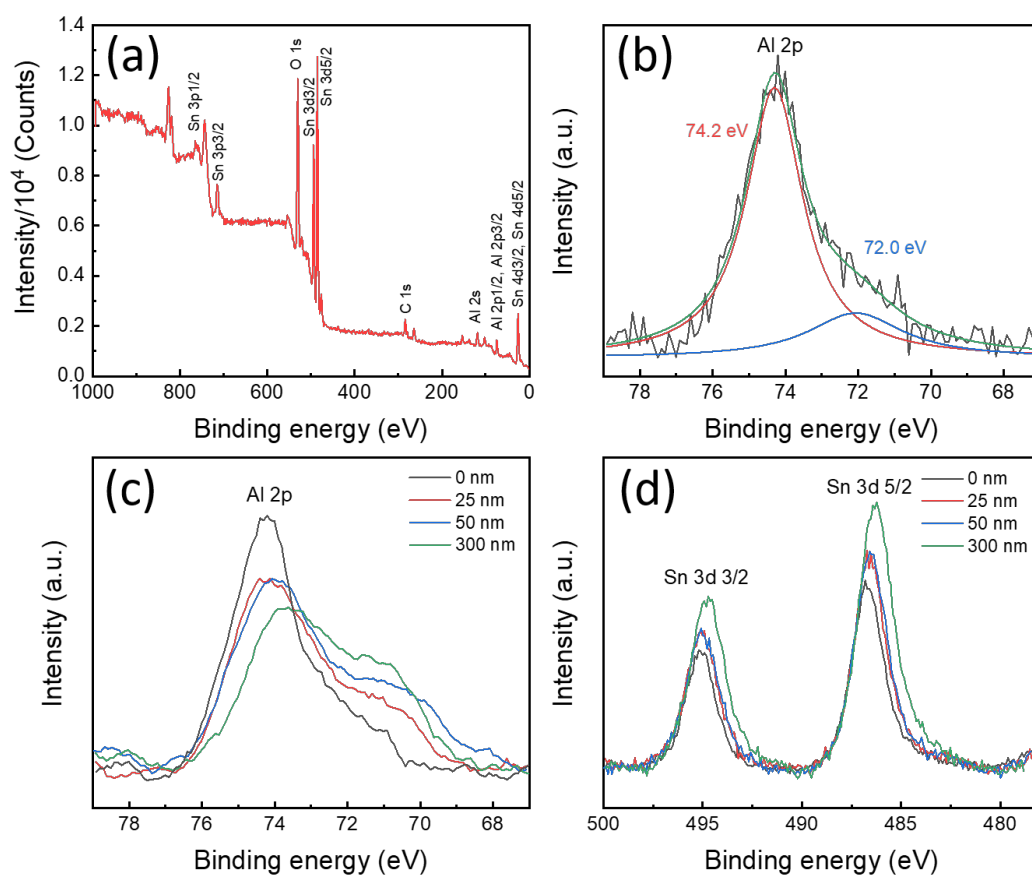 (a)
1.4
1.2
1.0
0.8
0.6
0.4
0.2
0.0
Intensity/10⁴ (Counts)
Sn 3p1/2
Sn 3p3/2
O 1s
Sn 3d3/2
Sn 3d5/2
C 1s
Al 2s
Al 2p1/2, Al 2p3/2
Sn 4d3/2, Sn 4d5/2
1000 800 600 400 200 0
Binding energy (eV)
(b)
Al 2p
74.2 eV
72.0 eV
Intensity (a.u.)
78 76 74 72 70 68
Binding energy (eV)
(c)
Al 2p
0 nm
25 nm
50 nm
300 nm
Intensity (a.u.)
78 76 74 72 70 68
Binding energy (eV)
(d)
Sn 3d 5/2
Sn 3d 3/2
0 nm
25 nm
50 nm
300 nm
Intensity (a.u.)
500 495 490 485 480
Binding energy (eV)